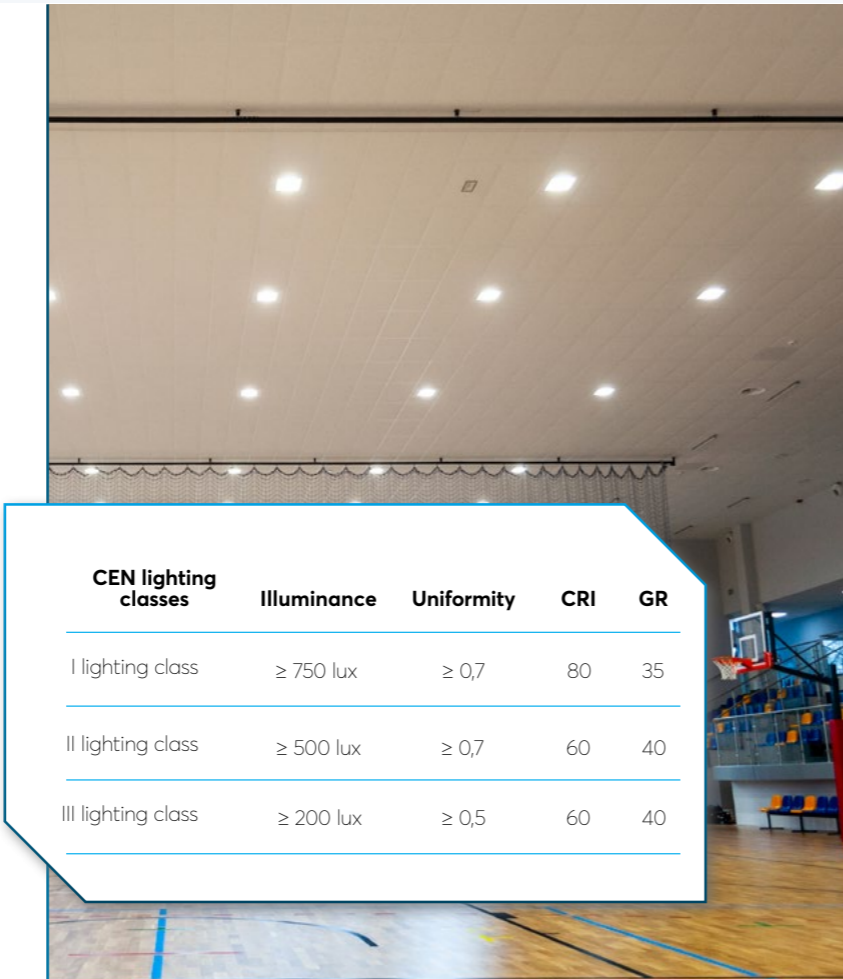 CEN lighting
classes Illuminance Uniformity CRI GR
I lighting class ≥ 750 lux ≥ 0,7 80 35
II lighting class ≥ 500 lux ≥ 0,7 60 40
III lighting class ≥ 200 lux ≥ 0,5 60 40